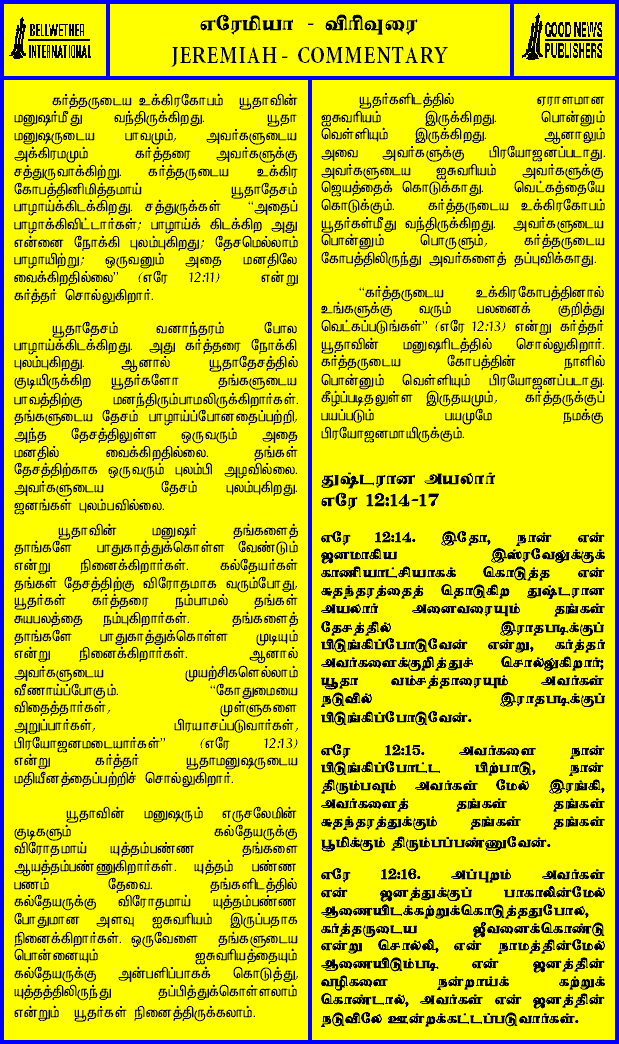 BELLWETHER
INTERNATIONAL
எரேமியா - விரிவுரை
JEREMIAH - COMMENTARY
GOOD NEWS
PUBLISHERS
கர்த்தருடைய உக்கிரகோபம் யூதாவின்
மனுஷர்மீது வந்திருக்கிறது. யூதா
மனுஷருடைய பாவமும், அவர்களுடைய
அக்கிரமமும் கர்த்தரை அவர்களுக்கு
சத்துருவாக்கிற்று. கர்த்தருடைய உக்கிர
கோபத்தினிமித்தமாய் யூதாதேசம்
பாழாய்க்கிடக்கிறது. சத்துருக்கள் “அதைப்
பாழாக்கிவிட்டார்கள்; பாழாய்க் கிடக்கிற அது
என்னை நோக்கி புலம்புகிறது; தேசமெல்லாம்
பாழாயிற்று; ஒருவனும் அதை மனதிலே
வைக்கிறதில்லை” (எரே 12:11) என்று
கர்த்தர் சொல்லுகிறார்.
யூதாதேசம் வனாந்தரம் போல
பாழாய்க்கிடக்கிறது. அது கர்த்தரை நோக்கி
புலம்புகிறது. ஆனால் யூதாதேசத்தில்
குடியிருக்கிற யூதர்களோ தங்களுடைய
பாவத்திற்கு மனந்திரும்பாமலிருக்கிறார்கள்.
தங்களுடைய தேசம் பாழாய்ப்போனதைப்பற்றி,
அந்த தேசத்திலுள்ள ஒருவரும் அதை
மனதில் வைக்கிறதில்லை. தங்கள்
தேசத்திற்காக ஒருவரும் புலம்பி அழவில்லை.
அவர்களுடைய தேசம் புலம்புகிறது.
ஜனங்கள் புலம்பவில்லை.
யூதாவின் மனுஷர் தங்களைத்
தாங்களே பாதுகாத்துக்கொள்ள வேண்டும்
என்று நினைக்கிறார்கள். கல்தேயர்கள்
தங்கள் தேசத்திற்கு விரோதமாக வரும்போது,
யூதர்கள் கர்த்தரை நம்பாமல் தங்கள்
சுயபலத்தை நம்புகிறார்கள். தங்களைத்
தாங்களே பாதுகாத்துக்கொள்ள முடியும்
என்று நினைக்கிறார்கள். ஆனால்
அவர்களுடைய முயற்சிகளெல்லாம்
வீணாய்ப்போகும். “கோதுமையை
விதைத்தார்கள், முள்ளுகளை
அறுப்பார்கள், பிரயாசப்படுவார்கள்,
பிரயோஜனமடையார்கள்” (எரே 12:13)
என்று கர்த்தர் யூதாமனுஷருடைய
மதியீனத்தைப்பற்றிச் சொல்லுகிறார்.
யூதாவின் மனுஷரும் எருசலேமின்
குடிகளும் கல்தேயருக்கு
விரோதமாய் யுத்தம்பண்ண தங்களை
ஆயத்தம்பண்ணுகிறார்கள். யுத்தம் பண்ண
பணம் தேவை. தங்களிடத்தில்
கல்தேயருக்கு விரோதமாய் யுத்தம்பண்ண
போதுமான அளவு ஐசுவரியம் இருப்பதாக
நினைக்கிறார்கள். ஒருவேளை தங்களுடைய
பொன்னையும் ஐசுவரியத்தையும்
கல்தேயருக்கு அன்பளிப்பாகக் கொடுத்து,
யுத்தத்திலிருந்து தப்பித்துக்கொள்ளலாம்
என்றும் யூதர்கள் நினைத்திருக்கலாம்.
யூதர்களிடத்தில் ஏராளமான
ஐசுவரியம் இருக்கிறது. பொன்னும்
வெள்ளியும் இருக்கிறது. ஆனாலும்
அவை அவர்களுக்கு பிரயோஜனப்படாது.
அவர்களுடைய ஐசுவரியம் அவர்களுக்கு
ஜெயத்தைக் கொடுக்காது. வெட்கத்தையே
கொடுக்கும். கர்த்தருடைய உக்கிரகோபம்
யூதர்கள்மீது வந்திருக்கிறது. அவர்களுடைய
பொன்னும் பொருளும், கர்த்தருடைய
கோபத்திலிருந்து அவர்களைத் தப்புவிக்காது.
“கர்த்தருடைய உக்கிரகோபத்தினால்
உங்களுக்கு வரும் பலனைக் குறித்து
வெட்கப்படுங்கள்” (எரே 12:13) என்று கர்த்தர்
யூதாவின் மனுஷரிடத்தில் சொல்லுகிறார்.
கர்த்தருடைய கோபத்தின் நாளில்
பொன்னும் வெள்ளியும் பிரயோஜனப்படாது.
கீழ்ப்படிதலுள்ள இருதயமும், கர்த்தருக்குப்
பயப்படும் பயமுமே நமக்கு
பிரயோஜனமாயிருக்கும்.
துஷ்டரான அயலார்
எரே 12:14-17
எரே 12:14. இதோ, நான் என்
ஜனமாகிய இஸ்ரவேலுக்குக்
காணியாட்சியாகக் கொடுத்த என்
சுதந்தரத்தைத் தொடுகிற துஷ்டரான
அயலார் அனைவரையும் தங்கள்
தேசத்தில் இராதபடிக்குப்
பிடுங்கிப்போடுவேன் என்று, கர்த்தர்
அவர்களைக்குறித்துச் சொல்லுகிறார்;
யூதா வம்சத்தாரையும் அவர்கள்
நடுவில் இராதபடிக்குப்
பிடுங்கிப்போடுவேன்.
எரே 12:15. அவர்களை நான்
பிடுங்கிப்போட்ட பிற்பாடு, நான்
திரும்பவும் அவர்கள் மேல் இரங்கி,
அவர்களைத் தங்கள் தங்கள்
சுதந்தரத்துக்கும் தங்கள் தங்கள்
பூமிக்கும் திரும்பப்பண்ணுவேன்.
எரே 12:16. அப்புறம் அவர்கள்
என் ஜனத்துக்குப் பாகாலின்மேல்
ஆணையிடக்கற்றுக்கொடுத்ததுபோல,
கர்த்தருடைய ஜீவனைக்கொண்டு
என்று சொல்லி, என் நாமத்தின்மேல்
ஆணையிடும்படி என் ஜனத்தின்
வழிகளை நன்றாய்க் கற்றுக்
கொண்டால், அவர்கள் என் ஜனத்தின்
நடுவிலே ஊன்றக்கட்டப்படுவார்கள்.